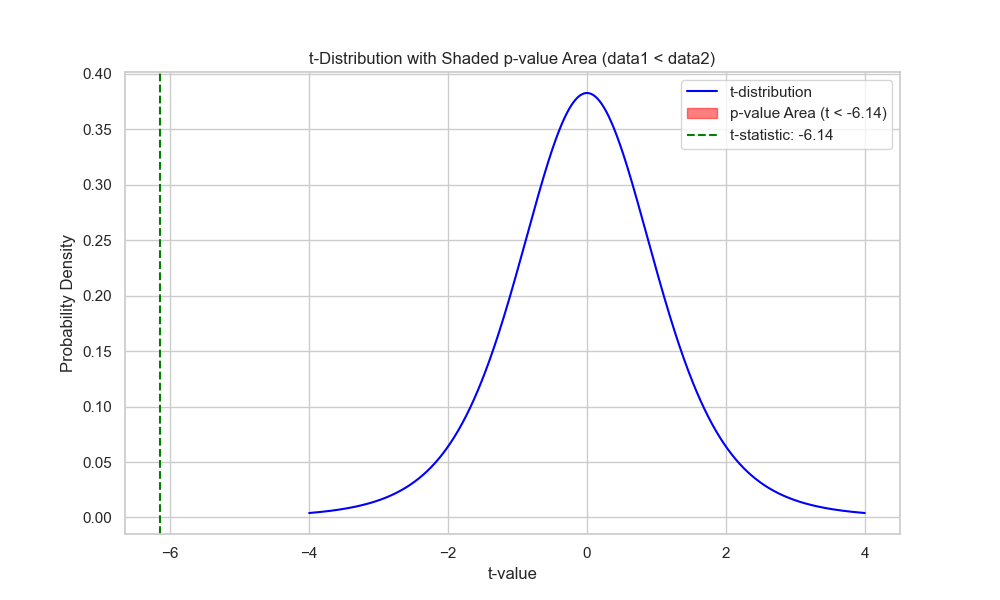 t-Distribution with Shaded p-value Area (data1 < data2)
t-distribution
p-value Area (t < -6.14)
t-statistic: -6.14
Probability Density
0.40
0.35
0.30
0.25
0.20
0.15
0.10
0.05
0.00
−6 −4 −2 0 2 4
t-value